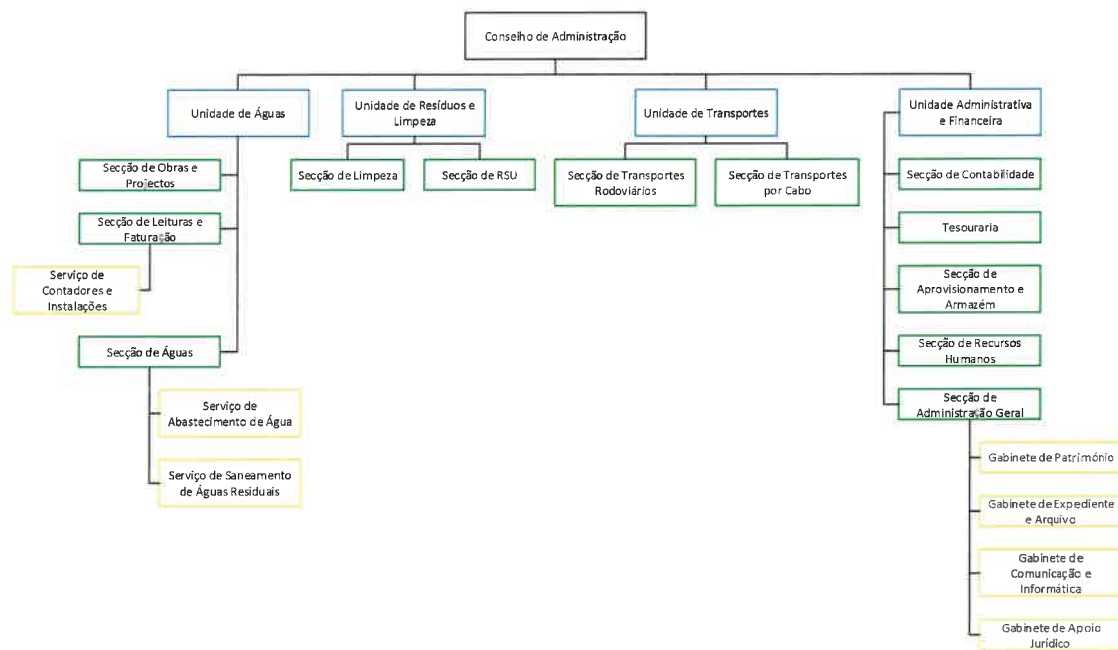 Conselho de Administração
Unidade de Águas
Unidade de Resíduos e
Limpeza
Unidade de Transportes
Unidade Administrativa
e Financeira
Secção de Obras e
Projectos
Secção de Leituras e
Faturação
Serviço de
Contadores e
Instalações
Secção de Águas
Serviço de
Abastecimento de Água
Serviço de Saneamento
de Águas Residuais
Secção de Limpeza
Secção de RSU
Secção de Transportes
Rodoviários
Secção de Transportes
por Cabo
Secção de Contabilidade
Tesouraria
Secção de
Aprovisionamento e
Armazém
Secção de Recursos
Humanos
Secção de
Administração Geral
Gabinete de Património
Gabinete de Expediente
e Arquivo
Gabinete de
Comunicação e
Informática
Gabinete de Apoio
Jurídico